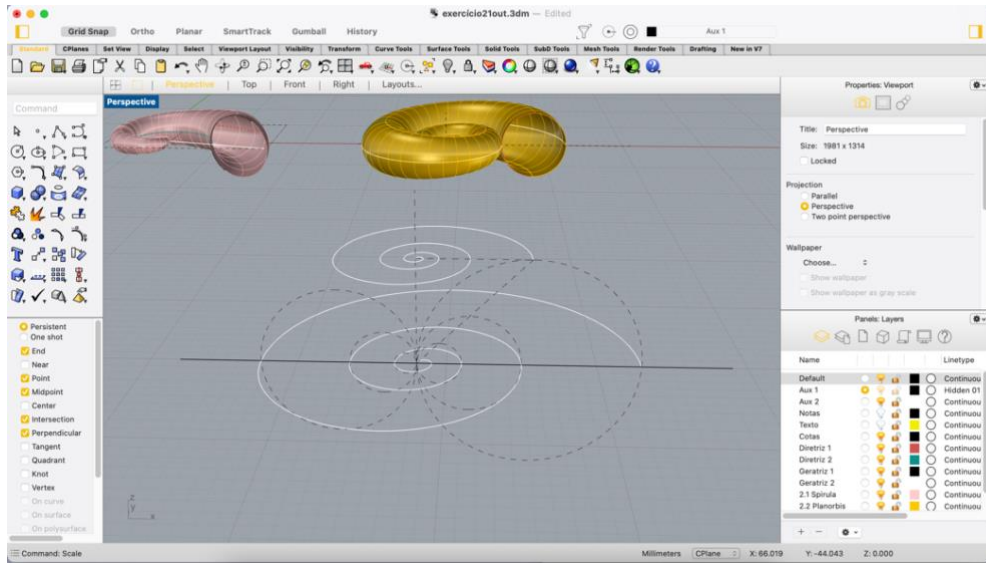 exercício21out.3dm — Edited
Grid Snap Ortho Planar SmartTrack Gumball History Aux 1
Standard CPlanes Set View Display Select Viewport Layout Visibility Transform Curve Tools Surface Tools Solid Tools SubD Tools Mesh Tools Render Tools Drafting New in V7
Perspective | Top | Front | Right | Layouts...
Command
Perspective
z
y
x
Persistent
One shot
End
Near
Point
Midpoint
Center
Intersection
Perpendicular
Tangent
Quadrant
Knot
Vertex
On curve
On surface
On polysurface
Properties: Viewport
Title: Perspective
Size: 1981 x 1314
Locked
Projection
Parallel
Perspective
Two point perspective
Wallpaper
Choose...
Show wallpaper
Show wallpaper as gray scale
Panels: Layers
Name Linetype
Default Continuou
Aux 1 Hidden 01
Aux 2 Continuou
Notas Continuou
Texto Continuou
Cotas Continuou
Diretriz 1 Continuou
Diretriz 2 Continuou
Geratriz 1 Continuou
Geratriz 2 Continuou
2.1 Spirula Continuou
2.2 Planorbis Continuou
Command: Scale Millimeters CPlane X: 66.019 Y: -44.043 Z: 0.000